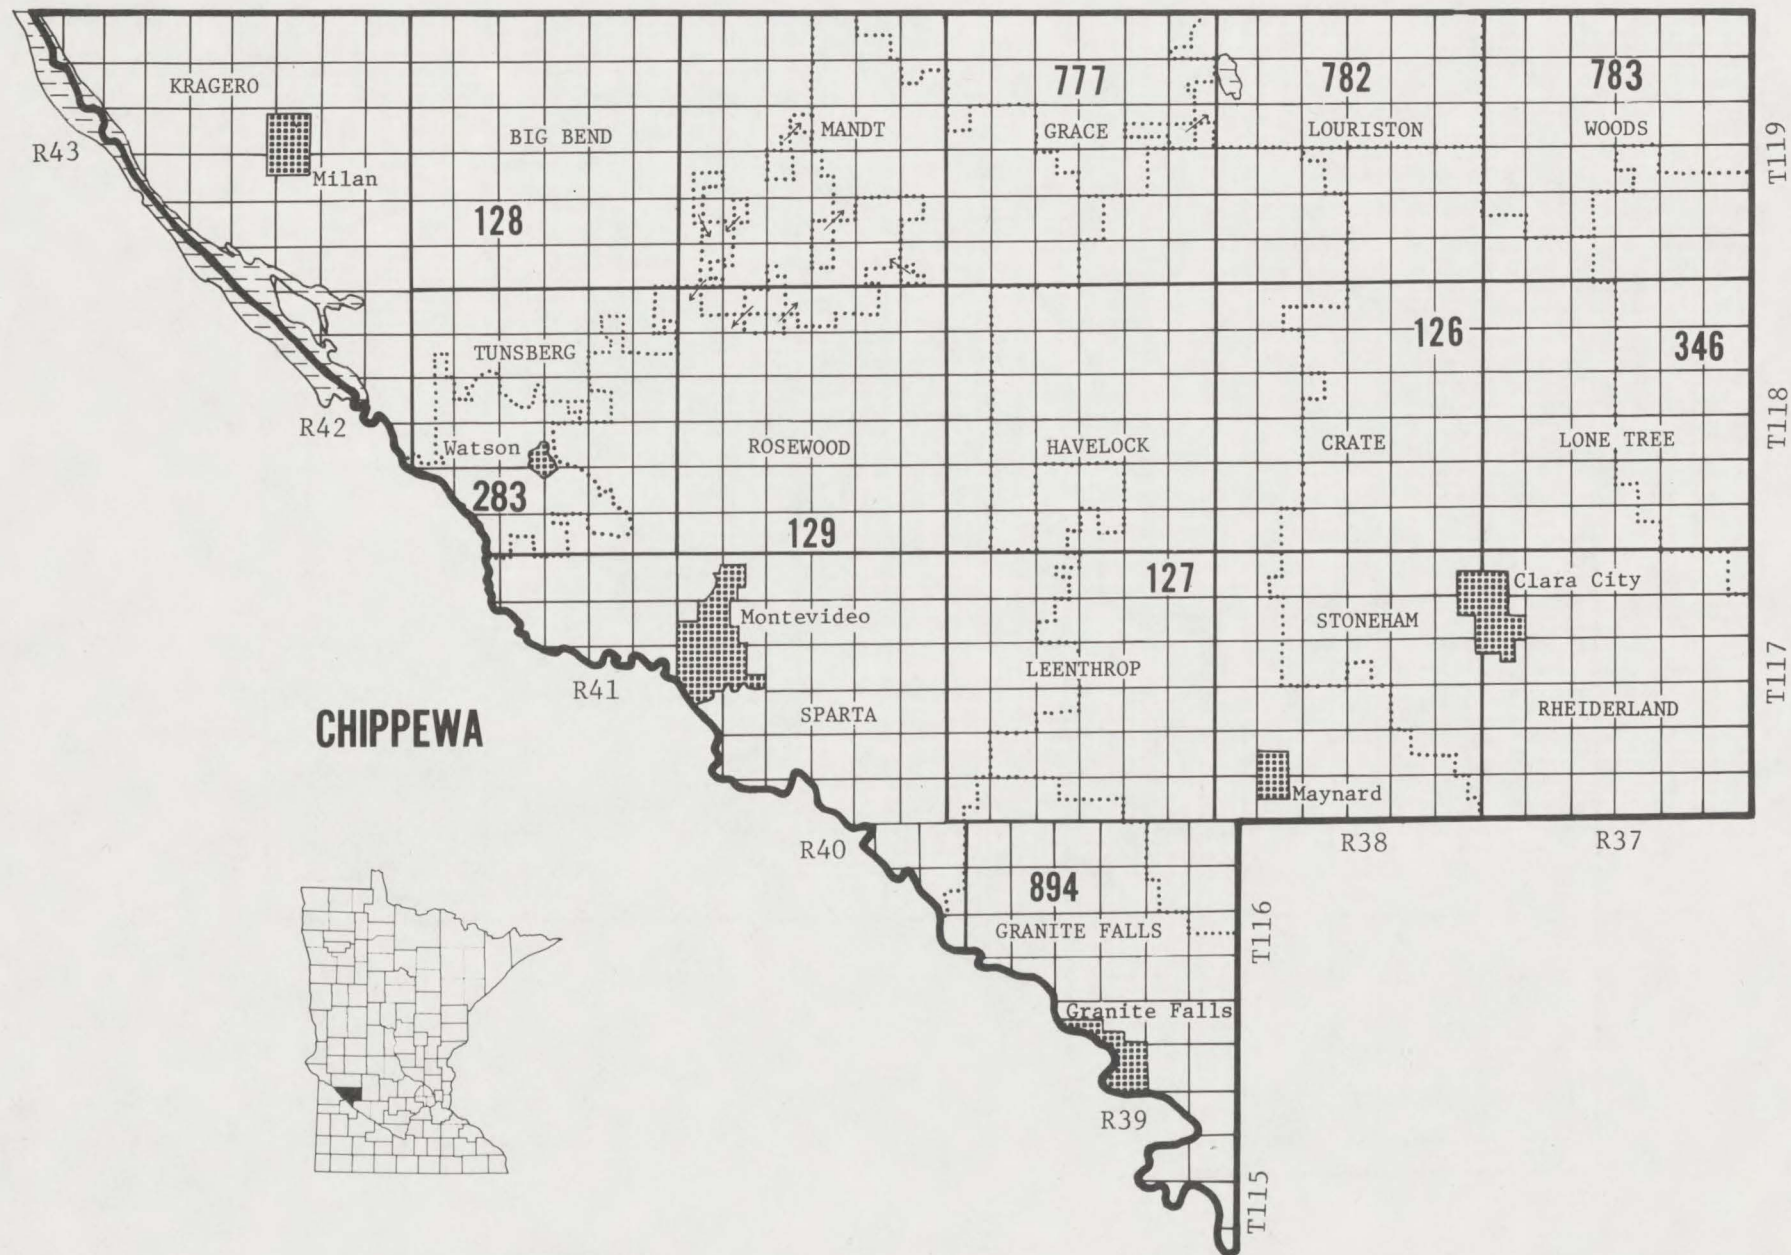 777
782
783
KRAGERO
BIG BEND
MANDT
GRACE
LOURISTON
WOODS
T119
R43
Milan
128
126
346
TUNSBERG
R42
Watson
ROSEWOOD
HAVELOCK
CRATE
LONE TREE
T118
283
129
127
Clara City
Montevideo
STONEHAM
LEENTHROP
T117
R41
SPARTA
RHEIDERLAND
CHIPPEWA
Maynard
R40
R38
R37
894
GRANITE FALLS
T116
Granite Falls
R39
T115